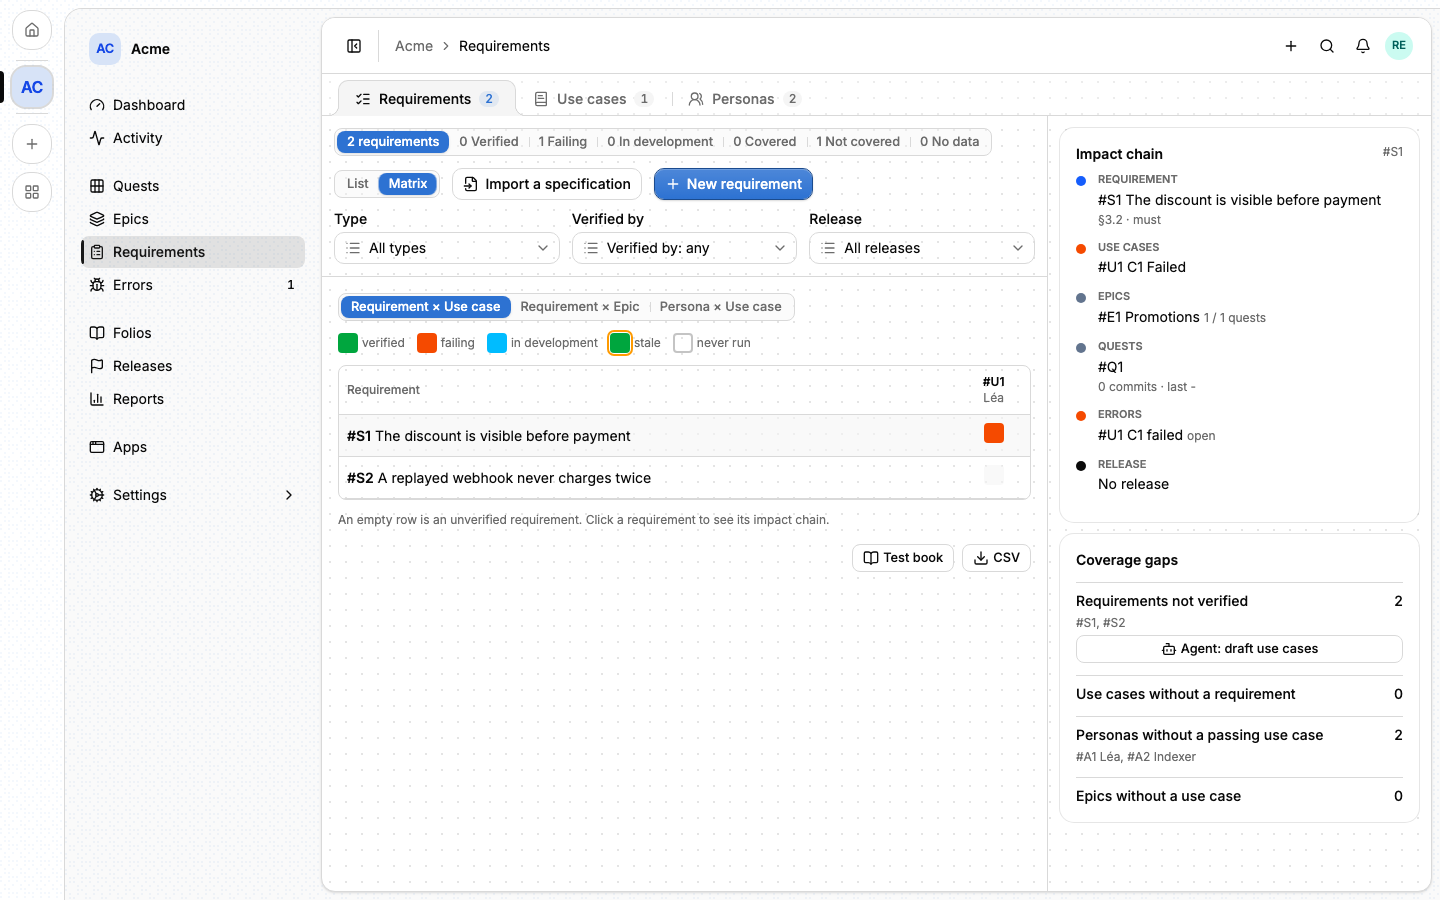 AC
AC Acme
Dashboard
Activity
Quests
Epics
Requirements
Errors 1
Folios
Releases
Reports
Apps
Settings
Acme > Requirements
RE
Requirements 2
Use cases 1
Personas 2
2 requirements
0 Verified
1 Failing
0 In development
0 Covered
1 Not covered
0 No data
List
Matrix
Import a specification
New requirement
Type
Verified by
Release
All types
Verified by: any
All releases
Requirement × Use case
Requirement × Epic
Persona × Use case
verified
failing
in development
stale
never run
Requirement
#U1
Léa
#S1 The discount is visible before payment
#S2 A replayed webhook never charges twice
An empty row is an unverified requirement. Click a requirement to see its impact chain.
Test book
CSV
Impact chain #S1
REQUIREMENT
#S1 The discount is visible before payment
§3.2 · must
USE CASES
#U1 C1 Failed
EPICS
#E1 Promotions 1 / 1 quests
QUESTS
#Q1
0 commits · last -
ERRORS
#U1 C1 failed open
RELEASE
No release
Coverage gaps
Requirements not verified 2
#S1, #S2
Agent: draft use cases
Use cases without a requirement 0
Personas without a passing use case 2
#A1 Léa, #A2 Indexer
Epics without a use case 0